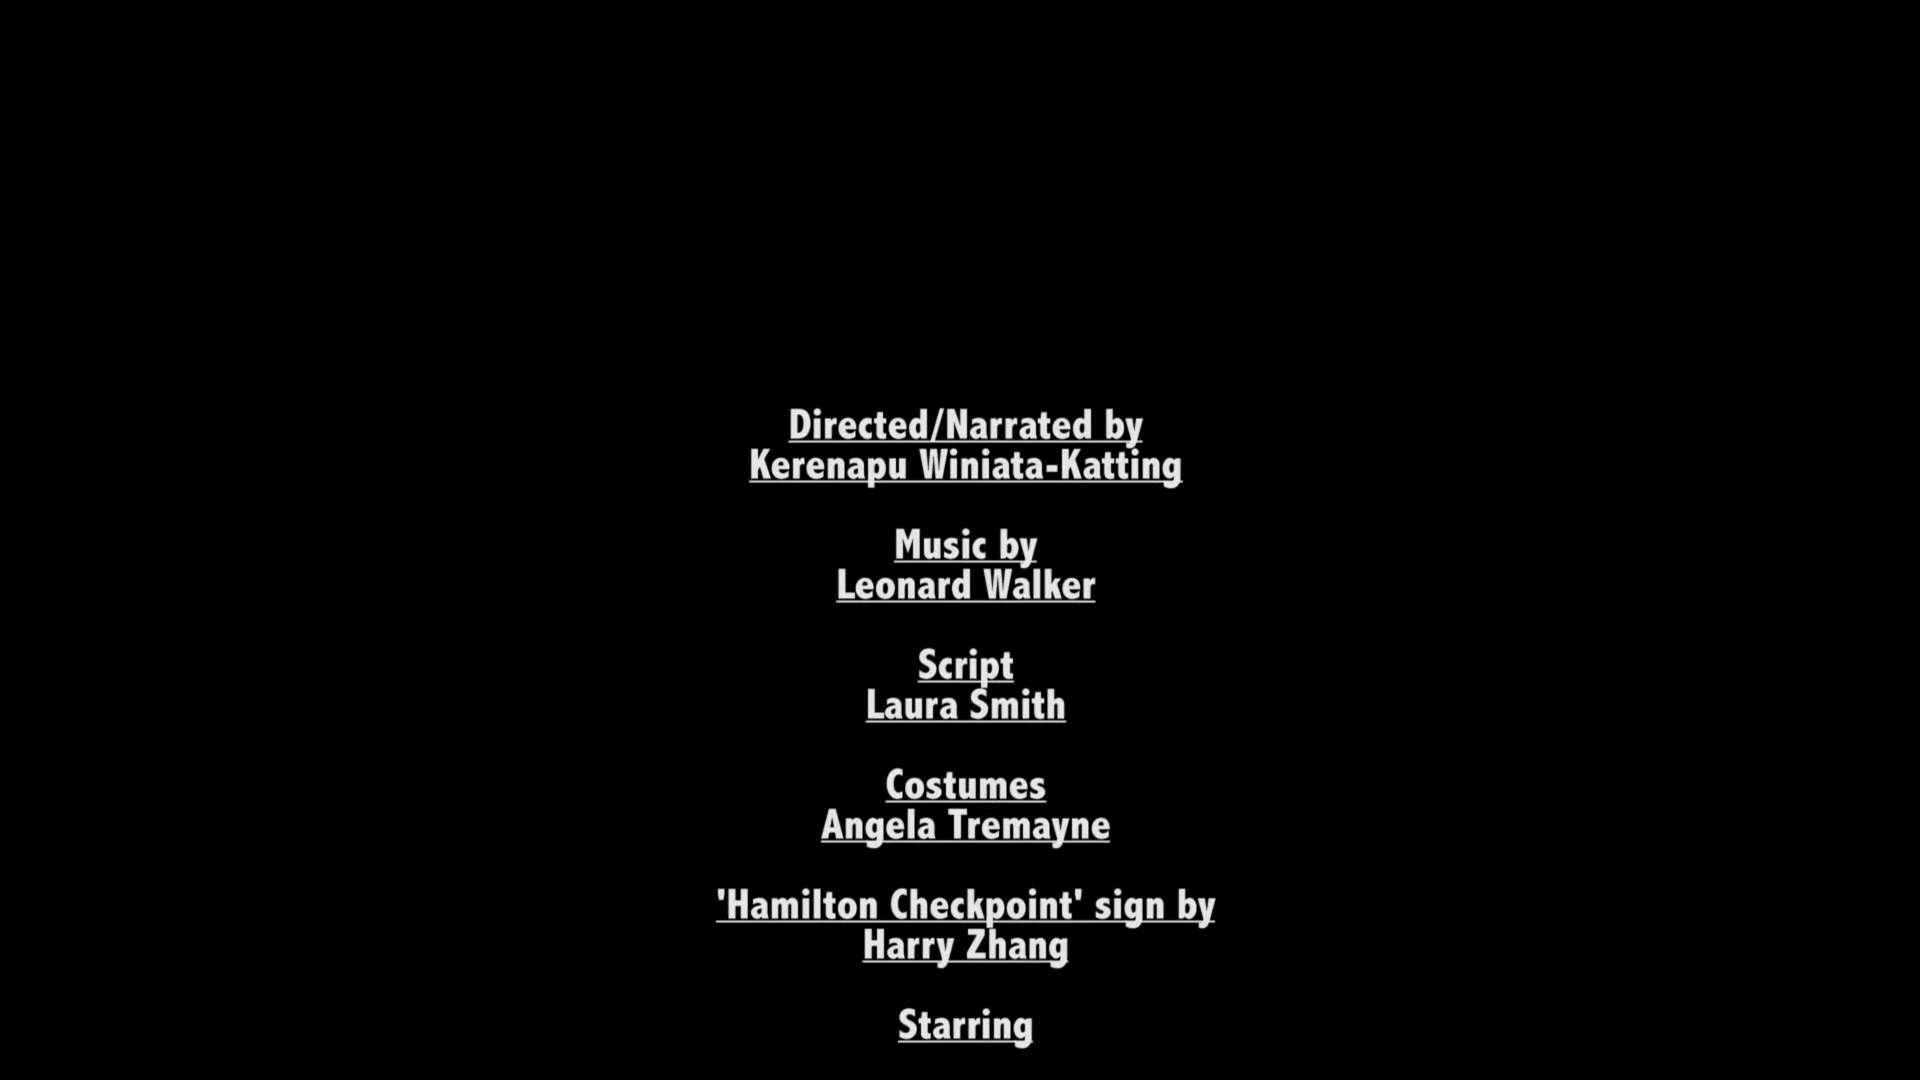 Directed/Narrated by
Kerenapu Winiata-Katting
Music by
Leonard Walker
Script
Laura Smith
Costumes
Angela Tremayne
'Hamilton Checkpoint' sign by
Harry Zhang
Starring